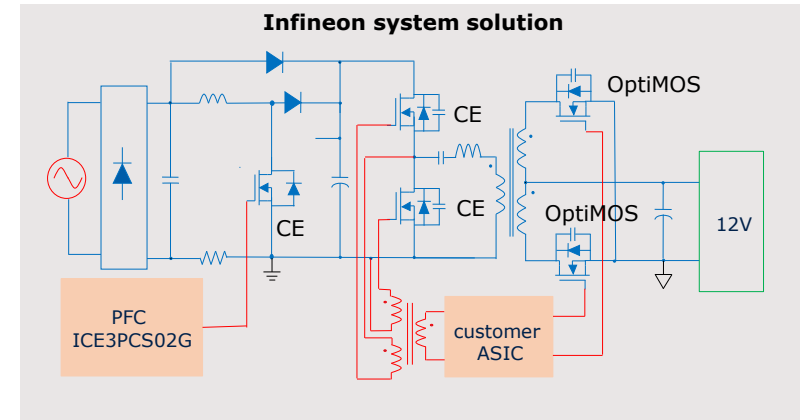 Infineon system solution
OptiMOS
CE
CE
CE
OptiMOS
12V
PFC
ICE3PCS02G
customer
ASIC